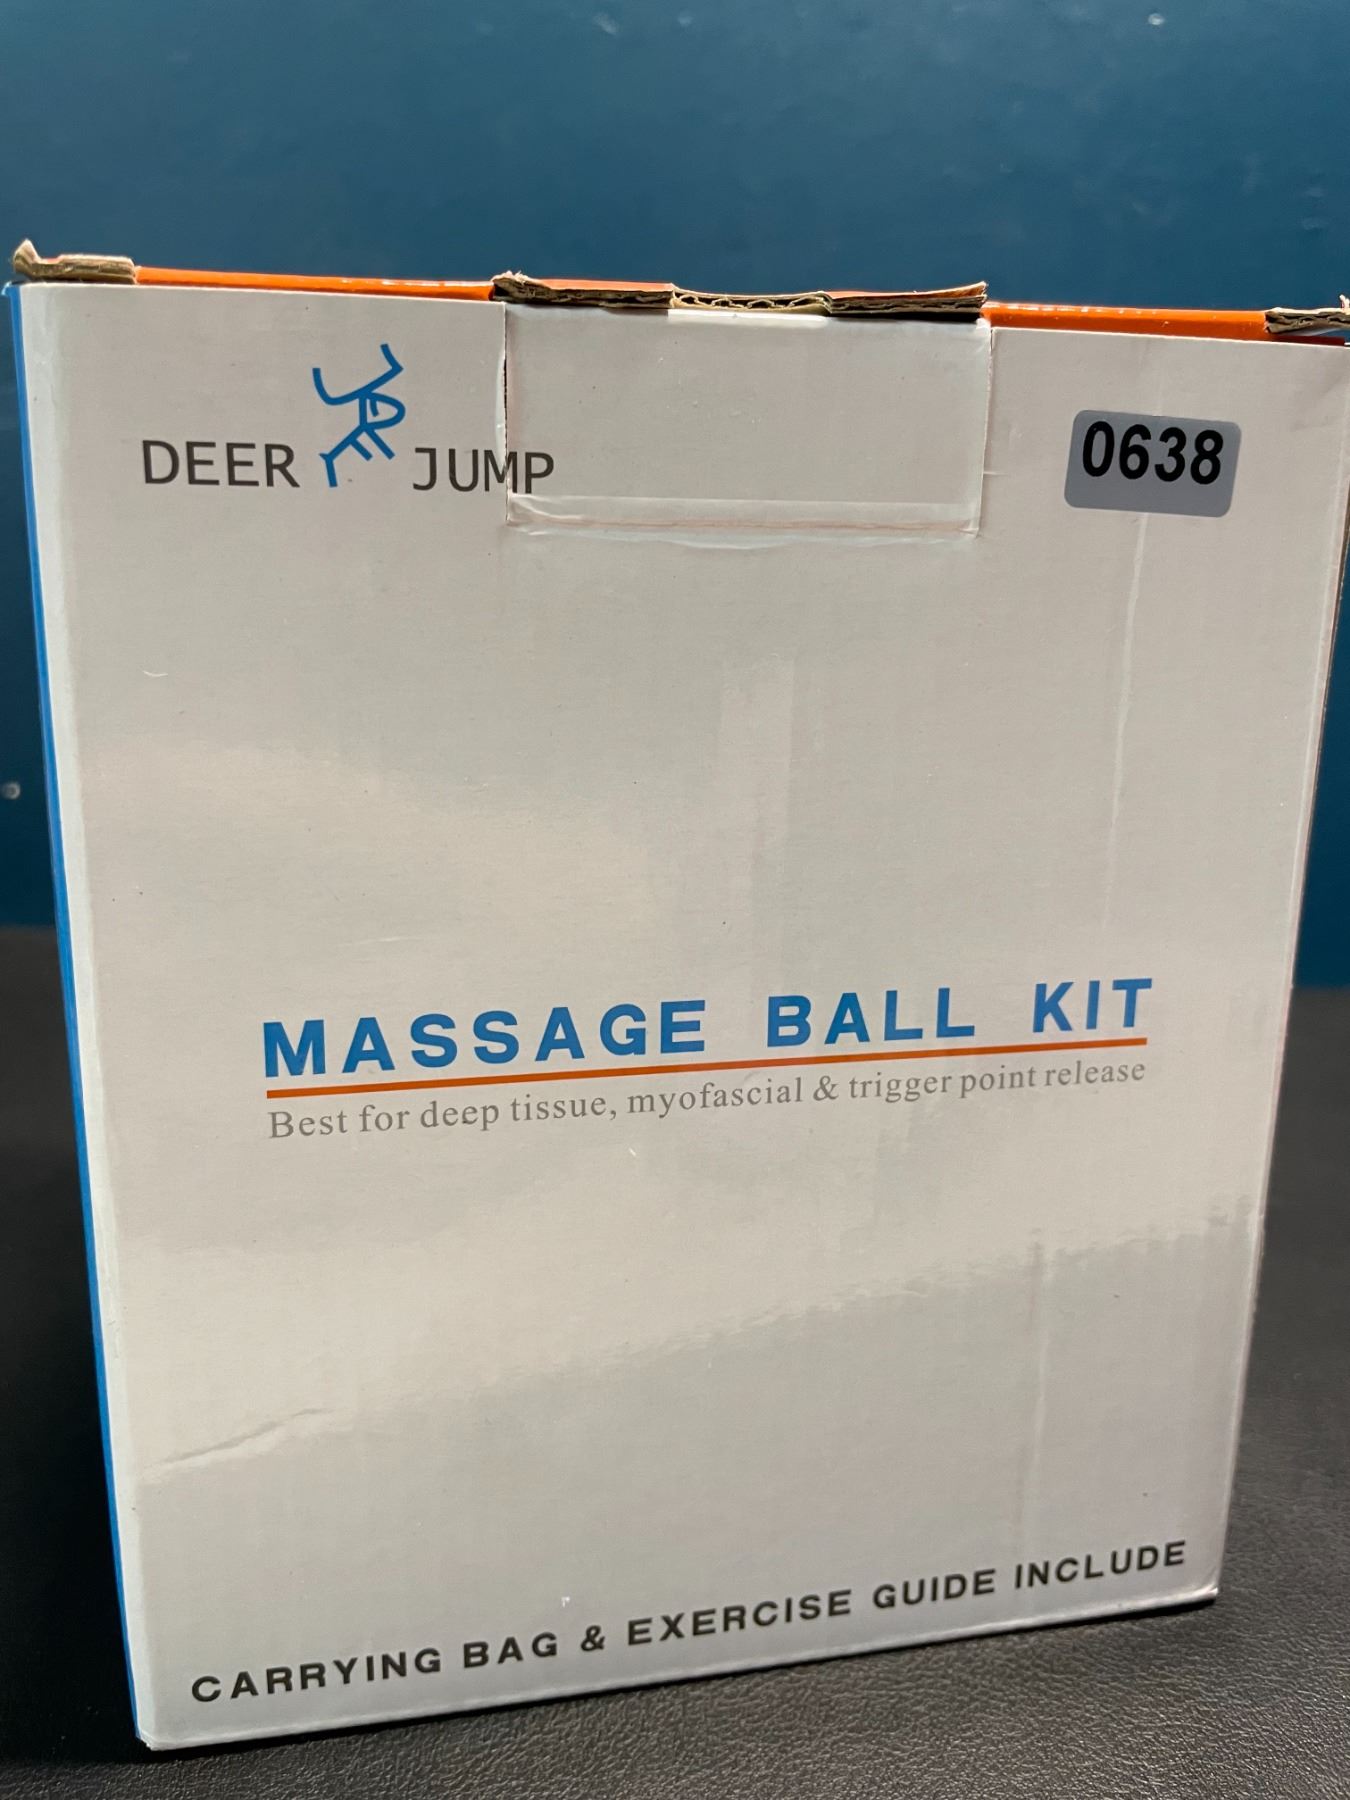 DEER JUMP
0638
MASSAGE BALL KIT
Best for deep tissue, myofascial & trigger point release
CARRYING BAG & EXERCISE GUIDE INCLUDE